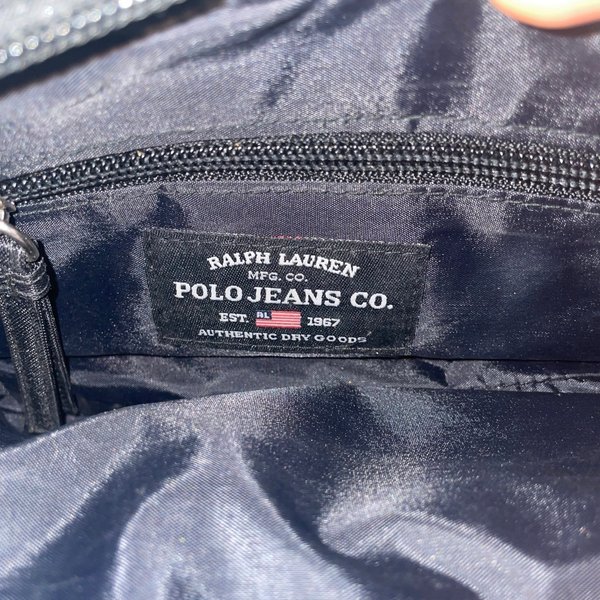 RALPH LAUREN
MFG. CO.
POLO JEANS CO.
EST. RL 1967
AUTHENTIC DRY GOODS